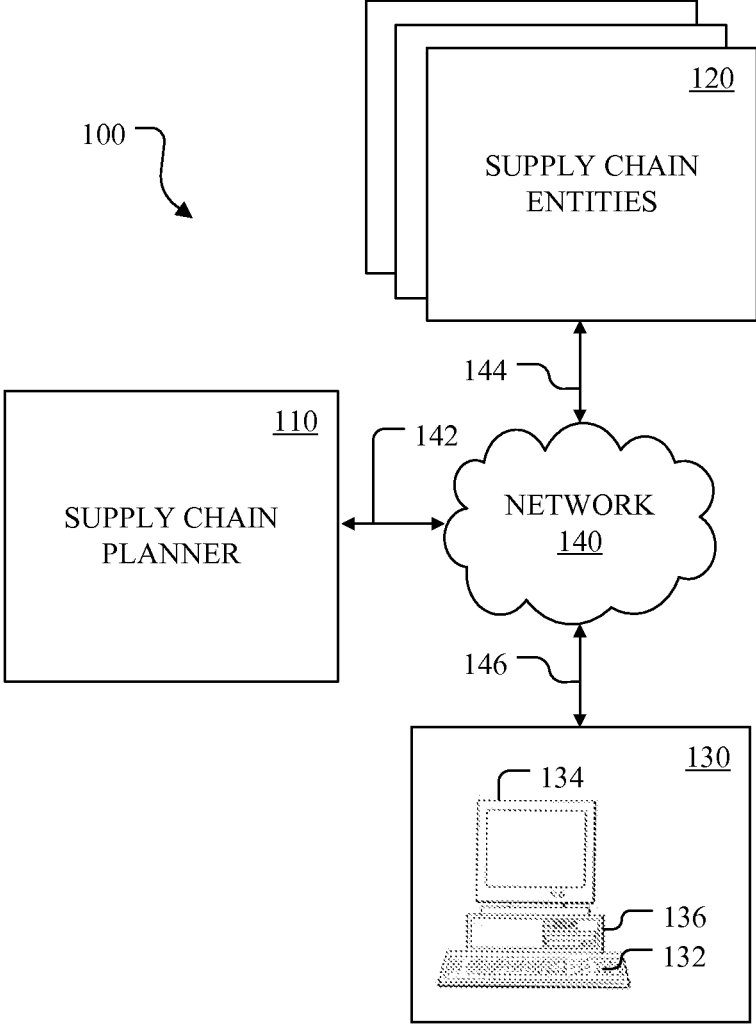 120
SUPPLY CHAIN
ENTITIES
100
144
110
142
SUPPLY CHAIN
PLANNER
NETWORK
140
146
130
134
136
132